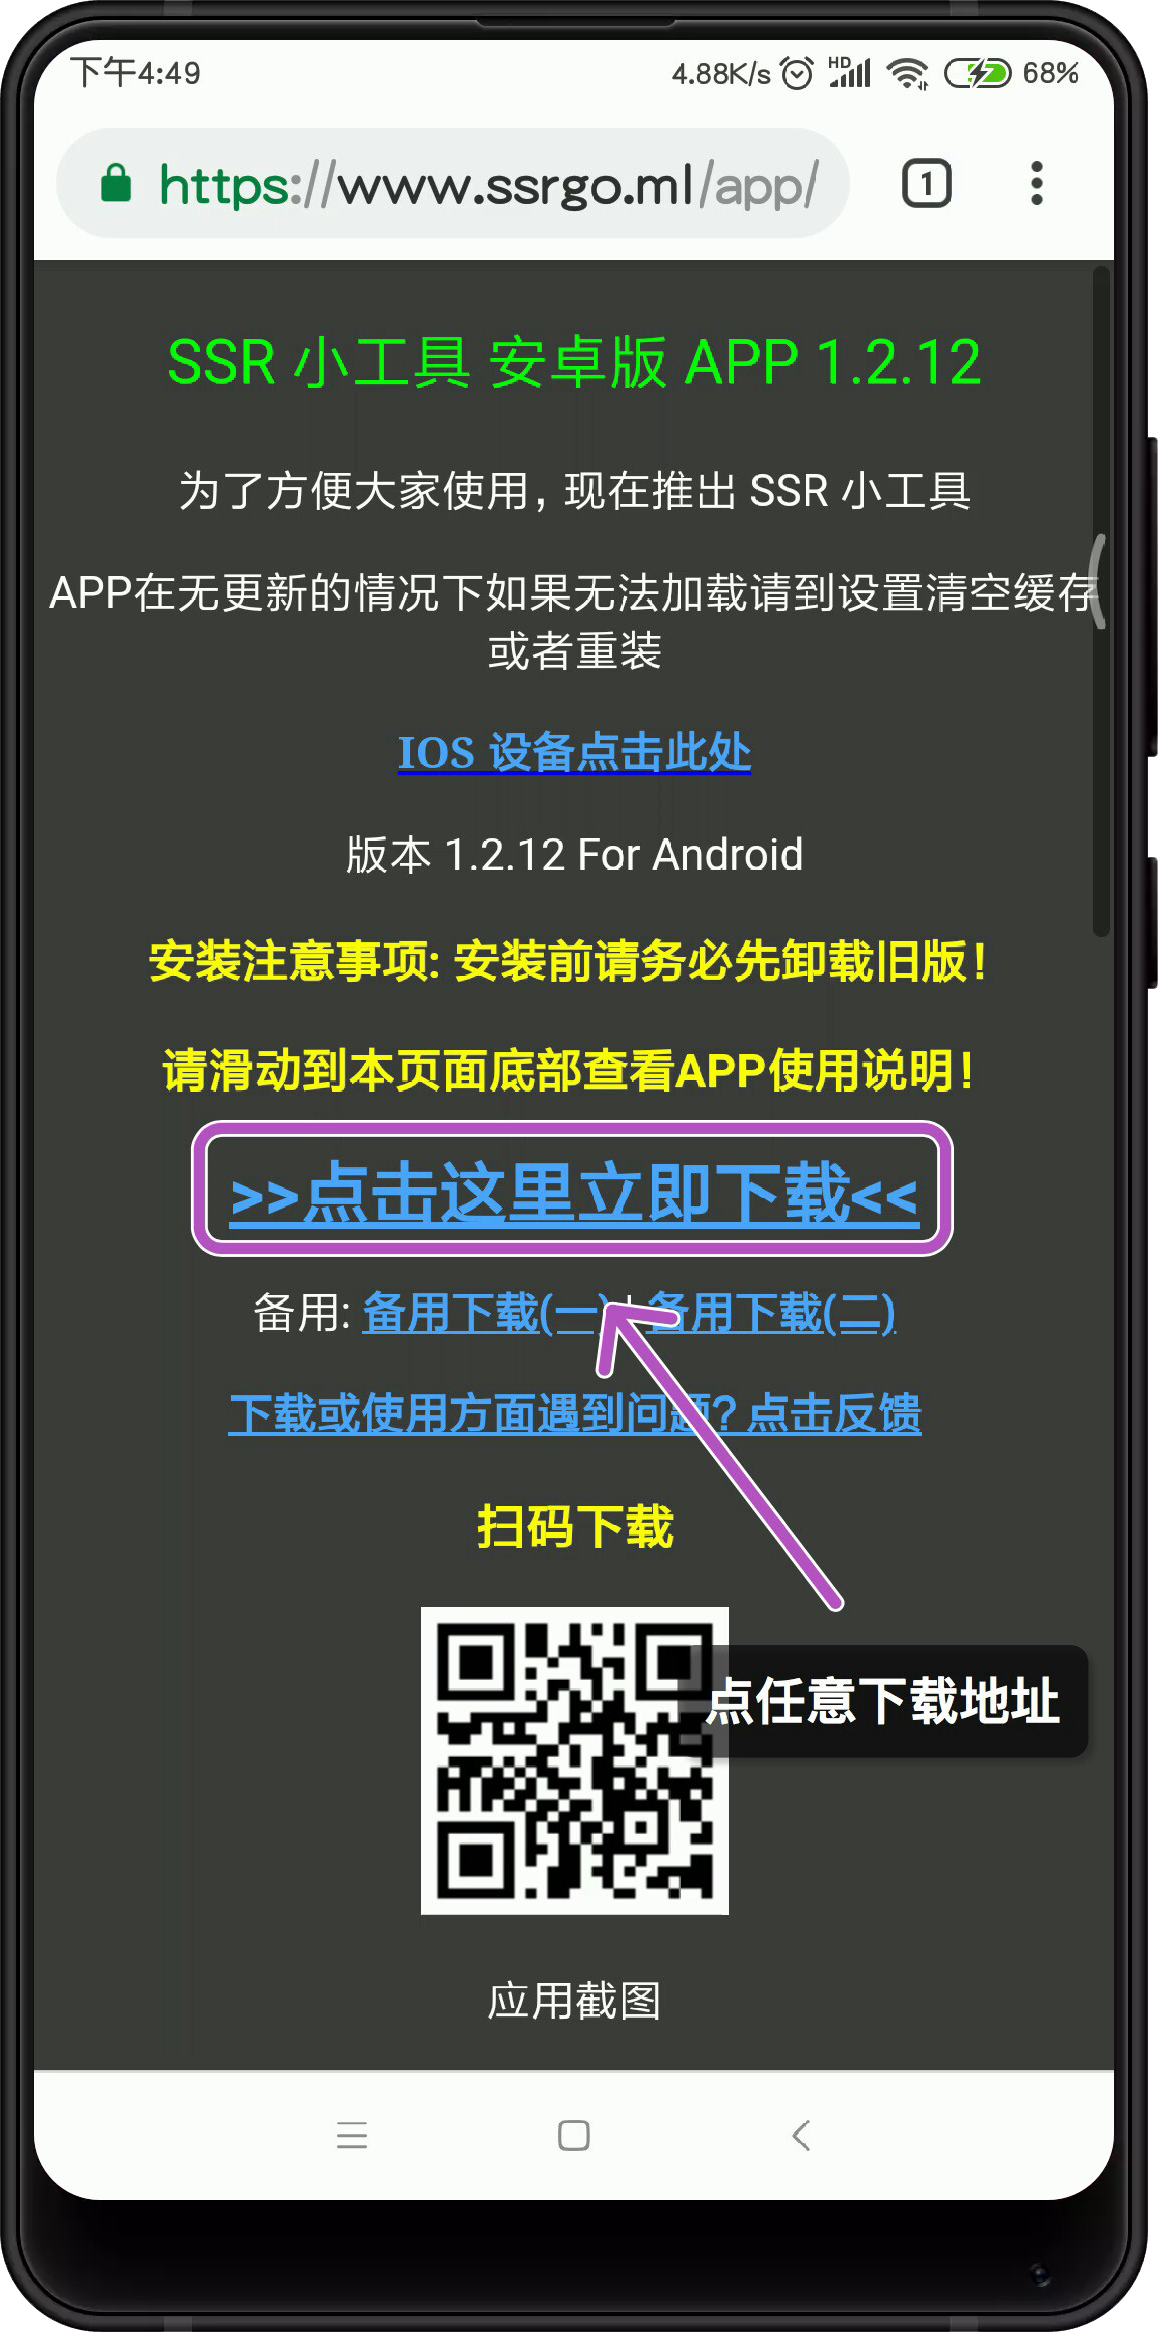 下午4:49
4.88K/s HD 68%
https://www.ssrgo.ml/app/
1
SSR 小工具 安卓版 APP 1.2.12
为了方便大家使用，现在推出 SSR 小工具
APP在无更新的情况下如果无法加载请到设置清空缓存
或者重装
IOS 设备点击此处
版本 1.2.12 For Android
安装注意事项: 安装前请务必先卸载旧版！
请滑动到本页面底部查看APP使用说明！
>>点击这里立即下载<<
备用: 备用下载(一) | 备用下载(二)
下载或使用方面遇到问题？点击反馈
扫码下载
点任意下载地址
应用截图